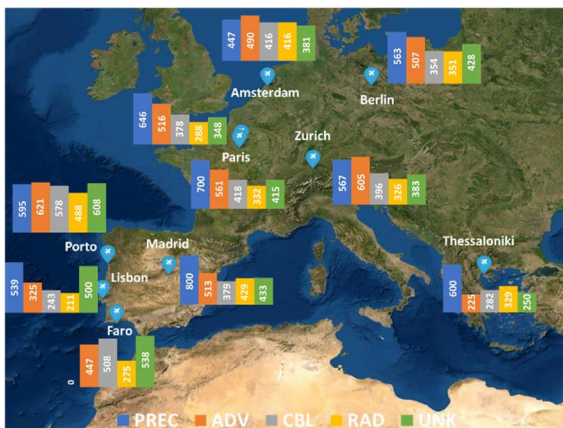 447 490 416 416 381
563 507 354 351 428
Amsterdam
Berlin
646 516 378 288 348
Zurich
Paris
700 561 418 332 415
567 605 396 326 383
595 621 578 488 608
Porto
Madrid
Thessaloniki
539 325 243 211 500
Lisbon
800 513 379 429 433
600 225 282 329 250
Faro
0 447 508 275 538
PREC ADV CBL RAD UNK